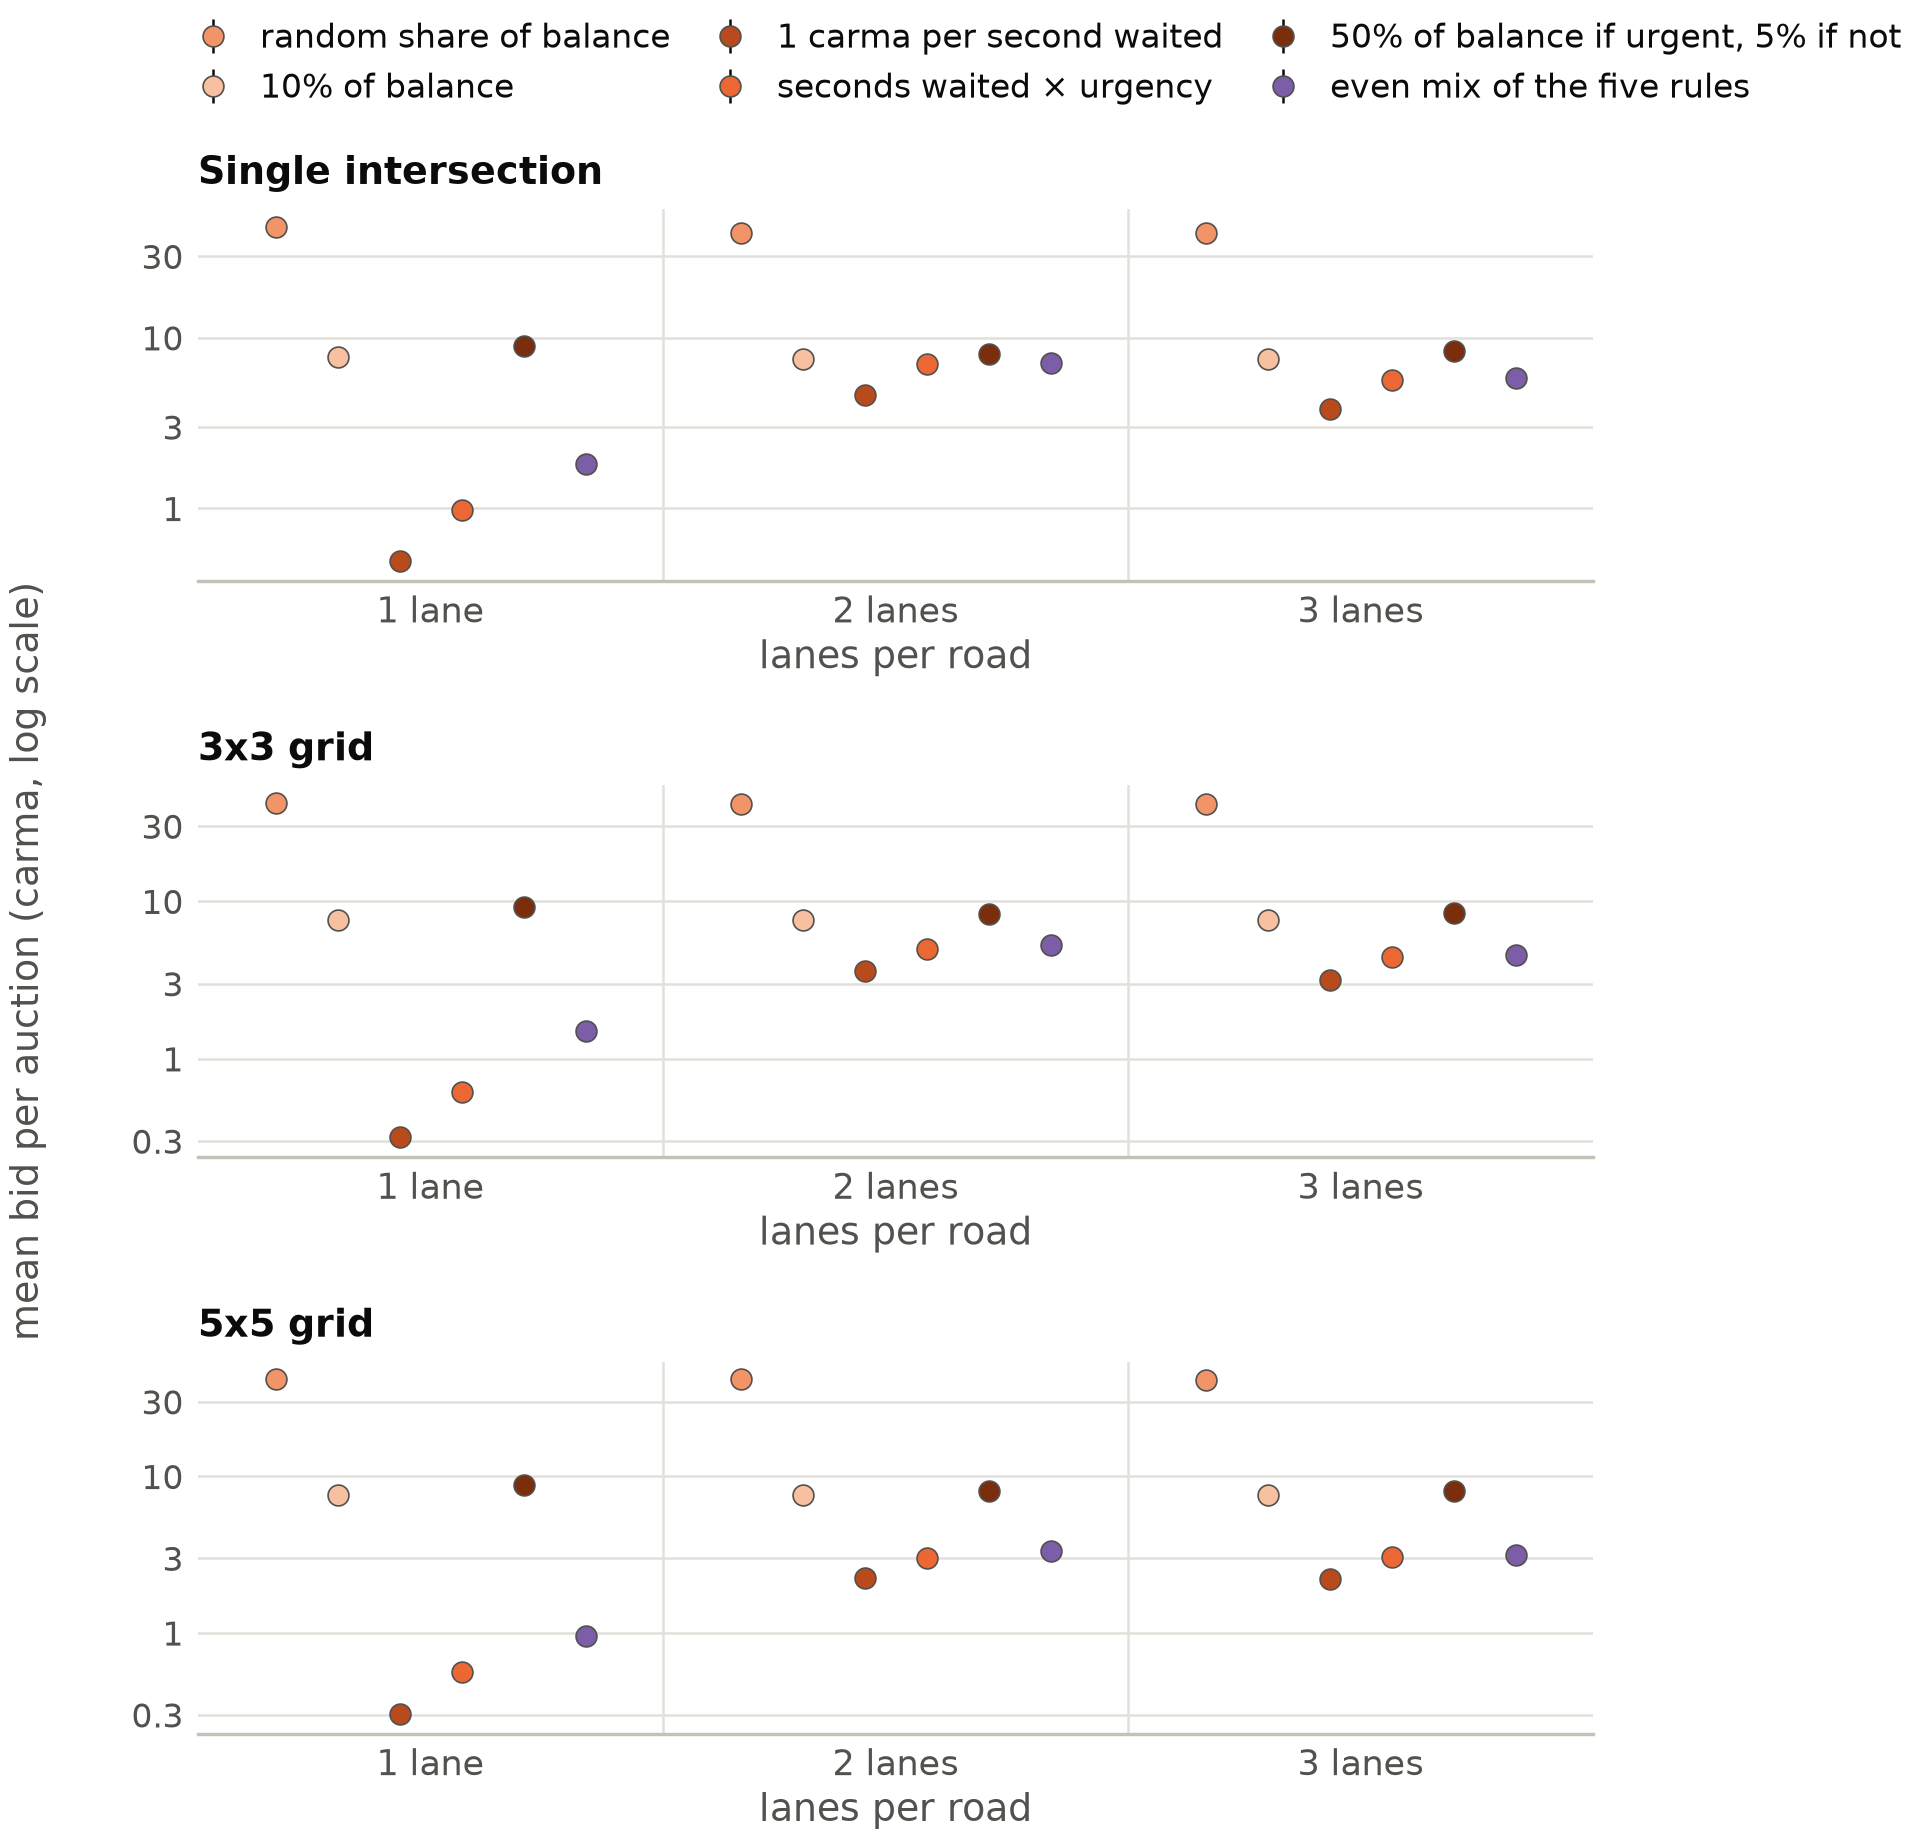 random share of balance
1 carma per second waited
50% of balance if urgent, 5% if not
10% of balance
seconds waited × urgency
even mix of the five rules
mean bid per auction (carma, log scale)
Single intersection
30
10
3
1
1 lane
2 lanes
3 lanes
lanes per road
3x3 grid
30
10
3
1
0.3
1 lane
2 lanes
3 lanes
lanes per road
5x5 grid
30
10
3
1
0.3
1 lane
2 lanes
3 lanes
lanes per road